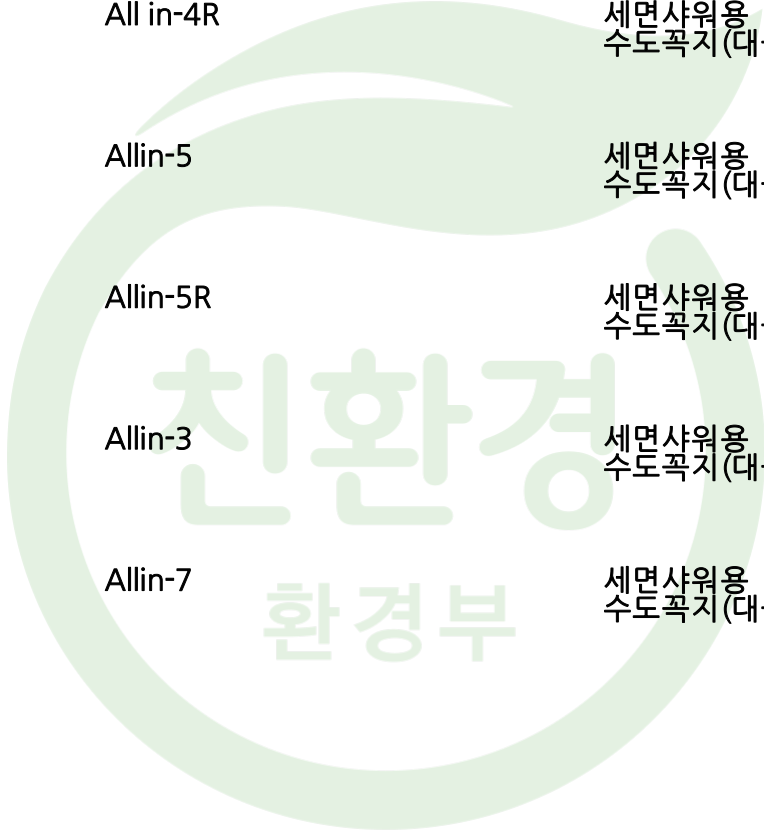 All in-4R 세면샤워용
수도꼭지(대
Allin-5 세면샤워용
수도꼭지(대
Allin-5R 세면샤워용
수도꼭지(대
Allin-3 세면샤워용
수도꼭지(대
친환경
Allin-7 세면샤워용
수도꼭지(대
환경부